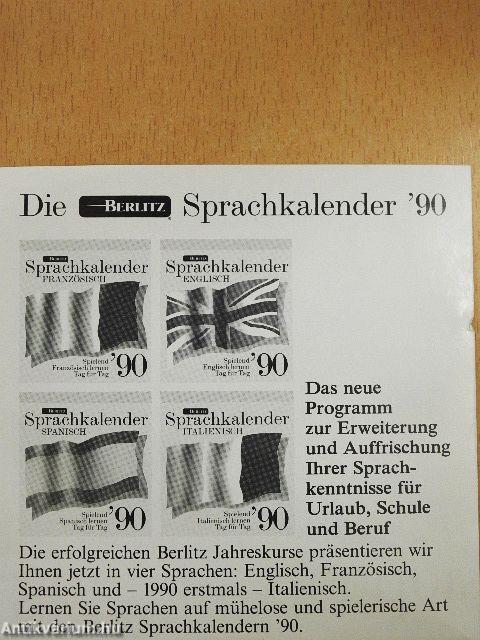 Die BERLITZ Sprachkalender '90
BERLITZ
Sprachkalender
FRANZÖSISCH
Spielend
Französisch lernen
Tag für Tag '90
BERLITZ
Sprachkalender
ENGLISCH
Spielend
Englisch lernen
Tag für Tag '90
BERLITZ
Sprachkalender
SPANISCH
Spielend
Spanisch lernen
Tag für Tag '90
BERLITZ
Sprachkalender
ITALIENISCH
Spielend
Italienisch lernen
Tag für Tag '90
Das neue
Programm
zur Erweiterung
und Auffrischung
Ihrer Sprach-
kenntnisse für
Urlaub, Schule
und Beruf
Die erfolgreichen Berlitz Jahreskurse präsentieren wir
Ihnen jetzt in vier Sprachen: Englisch, Französisch,
Spanisch und – 1990 erstmals – Italienisch.
Lernen Sie Sprachen auf mühelose und spielerische Art
mit den Berlitz Sprachkalendern '90.
Antikvarium.hu